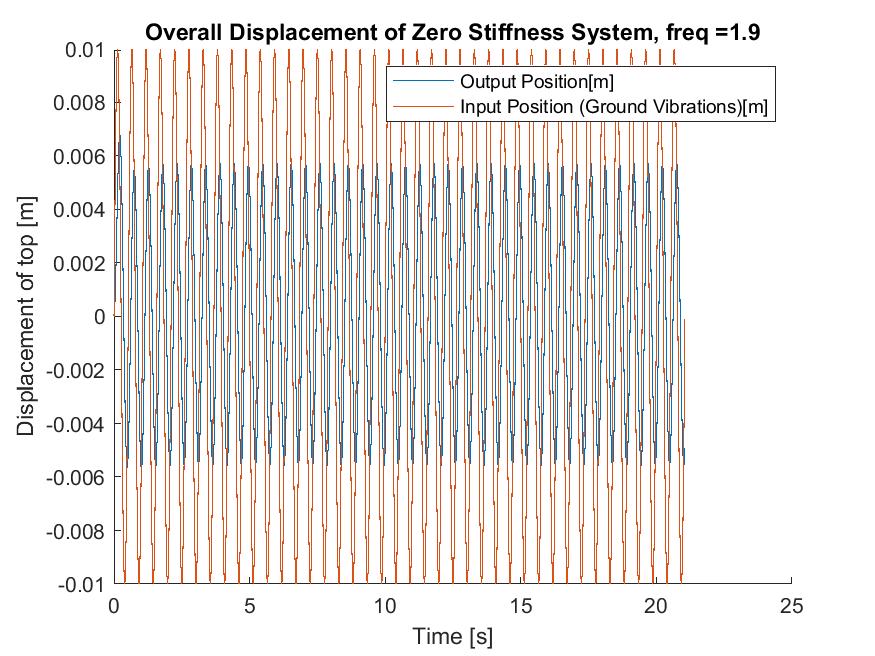 Overall Displacement of Zero Stiffness System, freq =1.9
0.01
Output Position[m]
Input Position (Ground Vibrations)[m]
0.008
0.006
0.004
0.002
0
-0.002
-0.004
-0.006
-0.008
-0.01
Displacement of top [m]
0 5 10 15 20 25
Time [s]